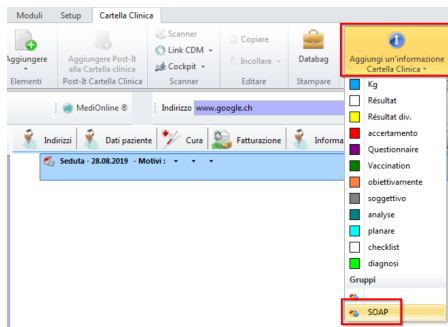 Moduli Setup Cartella Clinica
Aggiungere
Aggiungere Post-It
alla Cartella clinica
Scanner
Link CDM
Cockpit
Copiare
Incollare
Databag
Aggiungi un'informazione
Cartella Clinica
Elementi Post-It Cartella Clinica Scanner Editare Stampare
MediOnline ® Indirizzo www.google.ch
Indirizzi Dati paziente Cura Fatturazione Informa
Seduta - 28.08.2019 - Motivi :
Kg
Résultat
Résultat div.
accertamento
Questionnaire
Vaccination
obiettivamente
soggettivo
analyse
planare
checklist
diagnosi
Gruppi
SOAP